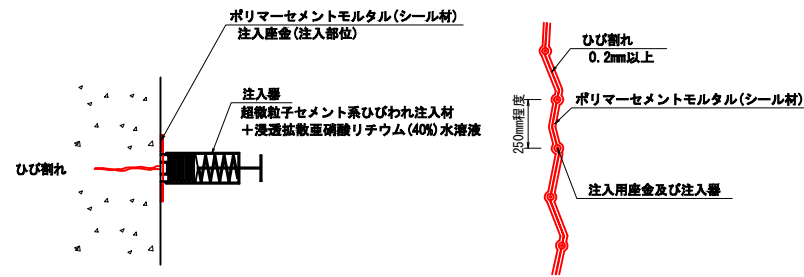 ポリマーセメントモルタル(シール材)
注入座金(注入部位)
注入器
超微粒子セメント系ひびわれ注入材
＋浸透拡散亜硝酸リチウム(40%)水溶液
ひび割れ
ひび割れ
0.2mm以上
ポリマーセメントモルタル(シール材)
250mm程度
注入用座金及び注入器